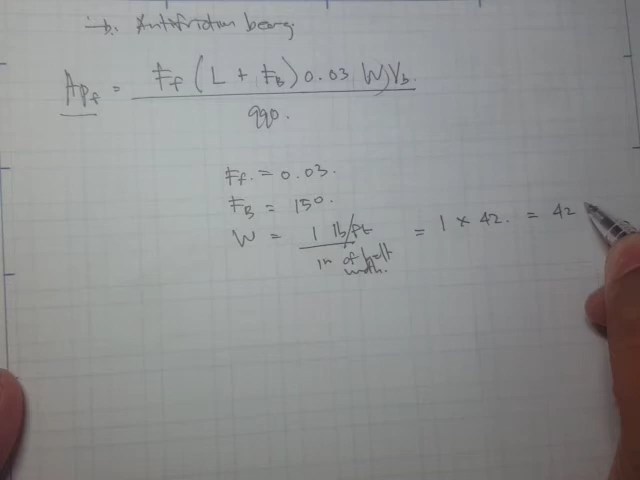 Antifriction bearing
Apf = Ff (L + FB) 0.03 W Vb.
990.
Ff. = 0.03.
FB = 150.
W = 1 lb/ft = 1 × 42. = 42
in of belt
width.